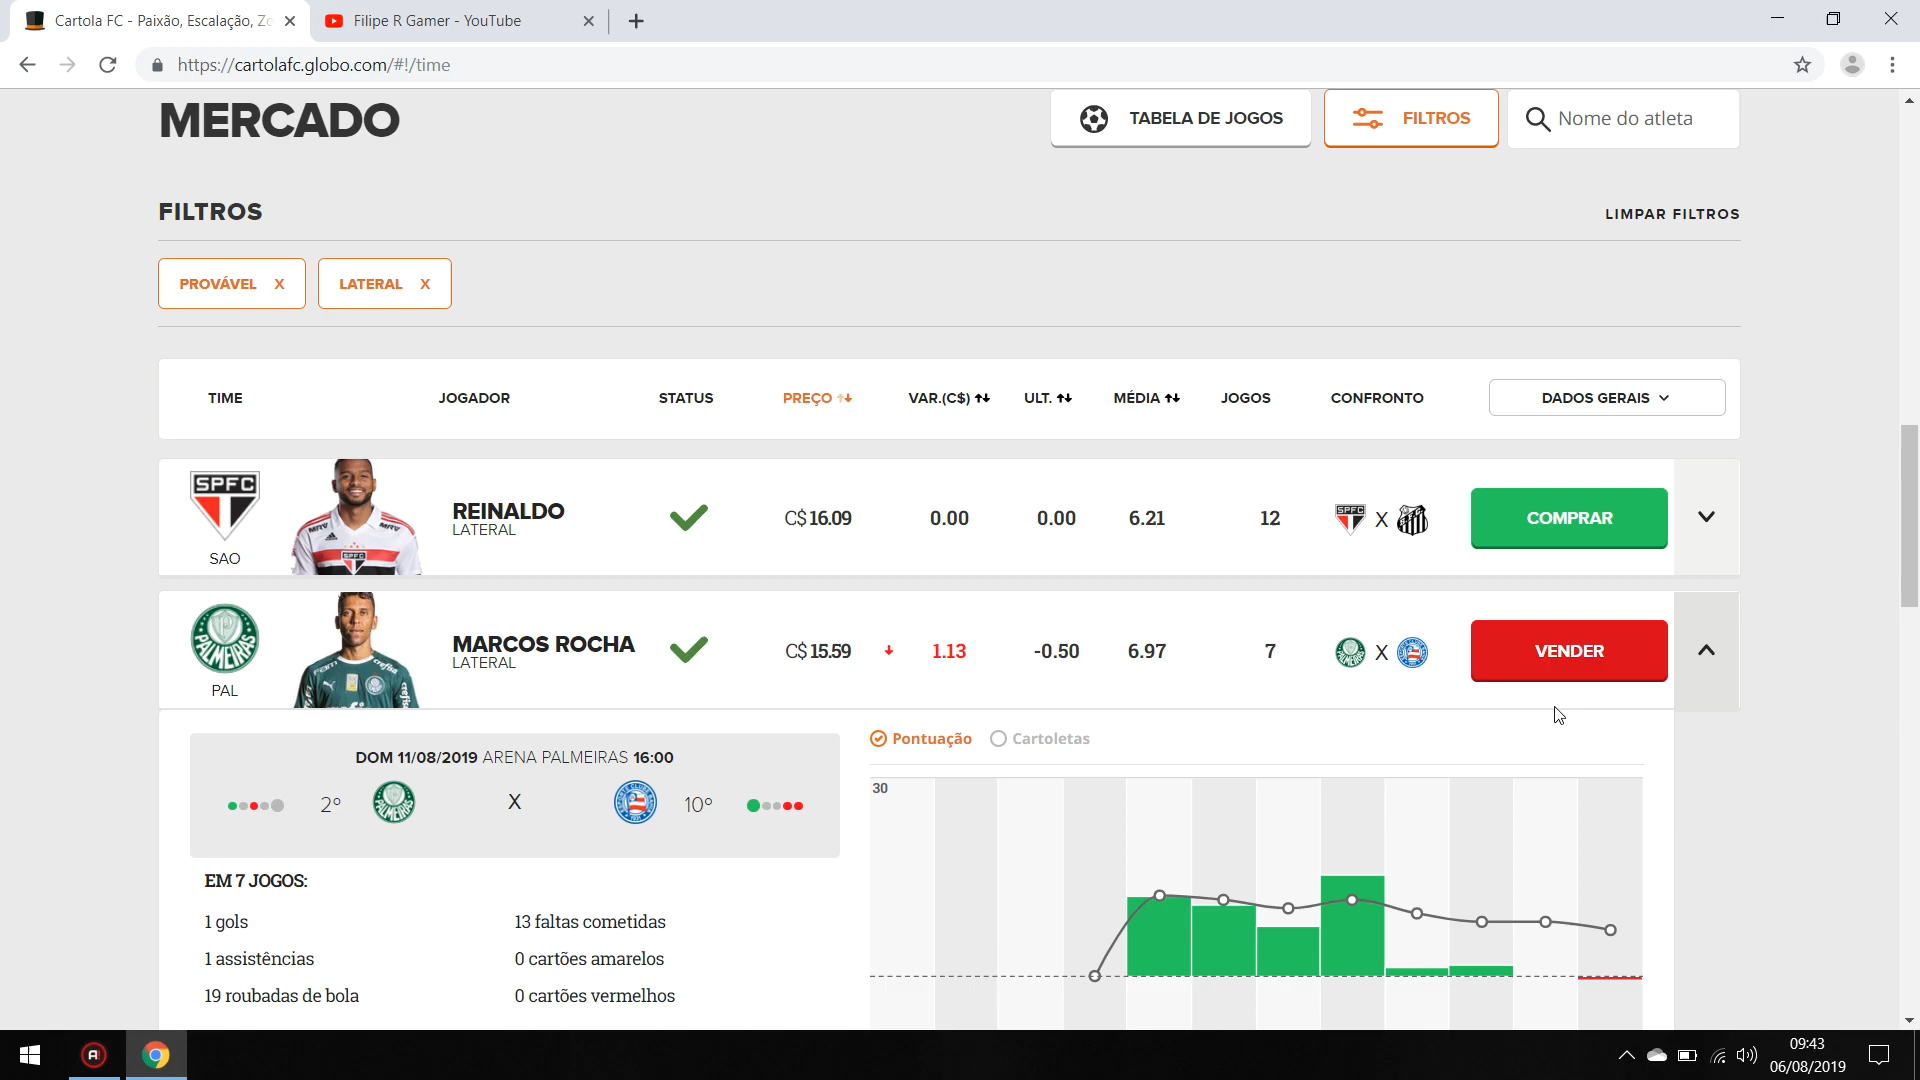 Cartola FC - Paixão, Escalação, Zo
Filipe R Gamer - YouTube
https://cartolafc.globo.com/#!/time
MERCADO
TABELA DE JOGOS
FILTROS
Nome do atleta
FILTROS
LIMPAR FILTROS
PROVÁVEL X
LATERAL X
TIME JOGADOR STATUS PREÇO VAR.(C$) ULT. MÉDIA JOGOS CONFRONTO DADOS GERAIS
SPFC
SAO
REINALDO
LATERAL
C$ 16.09 0.00 0.00 6.21 12 X COMPRAR
PALMEIRAS
PAL
MARCOS ROCHA
LATERAL
C$ 15.59 1.13 -0.50 6.97 7 X VENDER
DOM 11/08/2019 ARENA PALMEIRAS 16:00
2º X 10º
EM 7 JOGOS:
1 gols
1 assistências
19 roubadas de bola
13 faltas cometidas
0 cartões amarelos
0 cartões vermelhos
Pontuação Cartoletas
30
09:43
06/08/2019